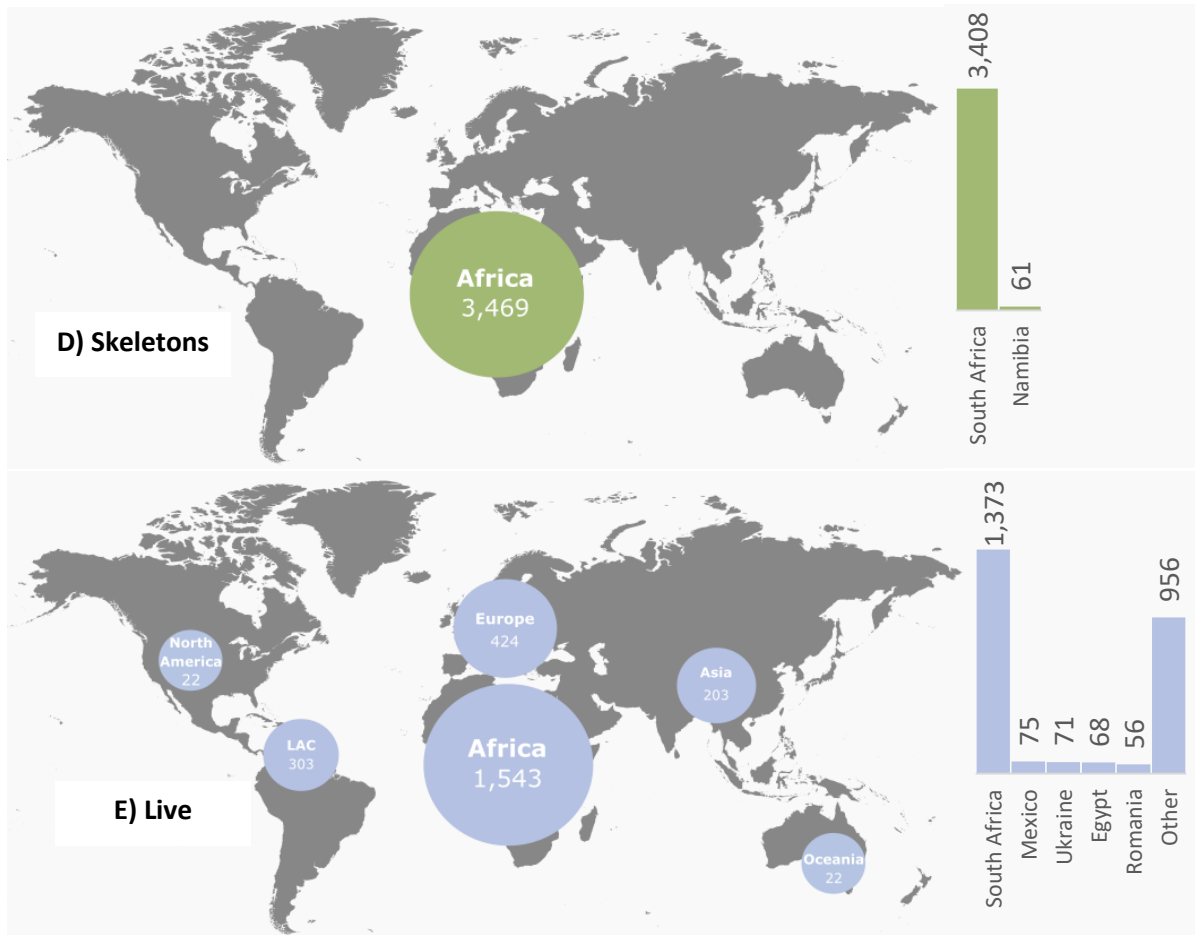 D) Skeletons
Africa
3,469
3,408
61
South Africa
Namibia
E) Live
North
America
22
LAC
303
Europe
424
Africa
1,543
Asia
203
Oceania
22
1,373
75
71
68
56
956
South Africa
Mexico
Ukraine
Egypt
Romania
Other